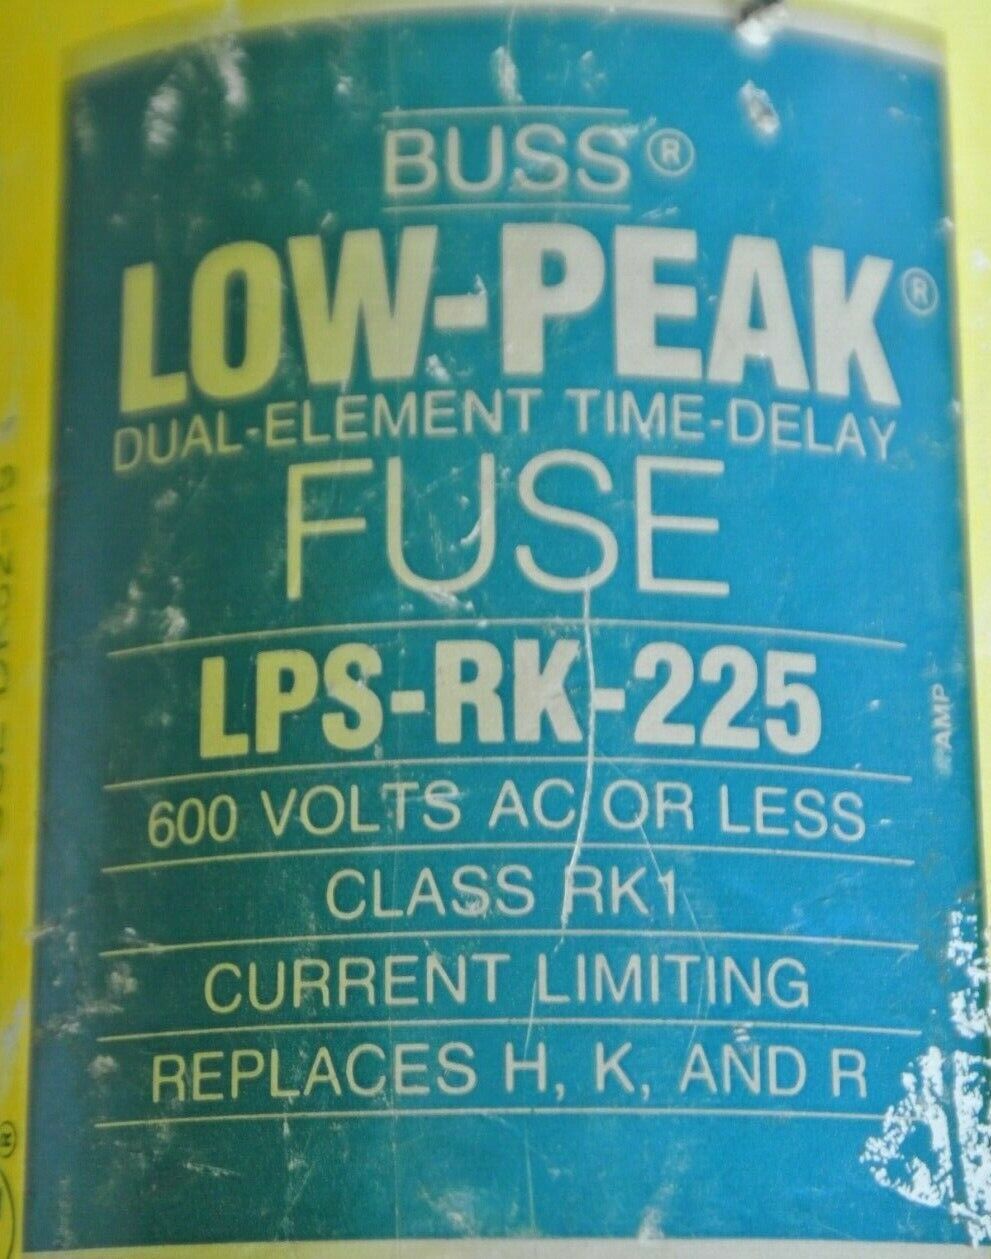 BUSS®
LOW-PEAK®
DUAL-ELEMENT TIME-DELAY
FUSE
LPS-RK-225
600 VOLTS AC OR LESS
CLASS RK1
CURRENT LIMITING
REPLACES H, K, AND R
AMP
®